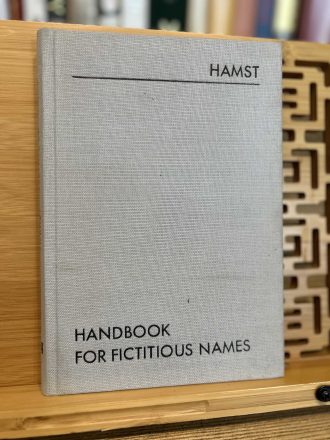 HAMST
HANDBOOK
FOR FICTITIOUS NAMES